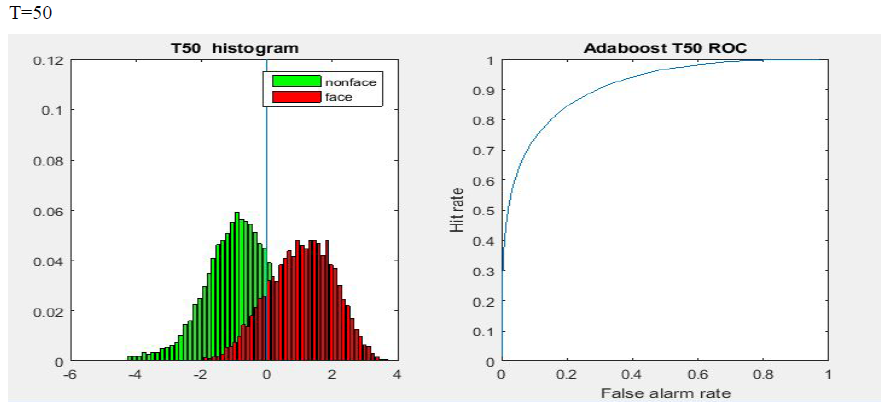 T=50
T50 histogram
0.12
0.1
0.08
0.06
0.04
0.02
0
-6 -4 -2 0 2 4
nonface
face
Adaboost T50 ROC
Hit rate
1
0.9
0.8
0.7
0.6
0.5
0.4
0.3
0.2
0.1
0
0 0.2 0.4 0.6 0.8 1
False alarm rate